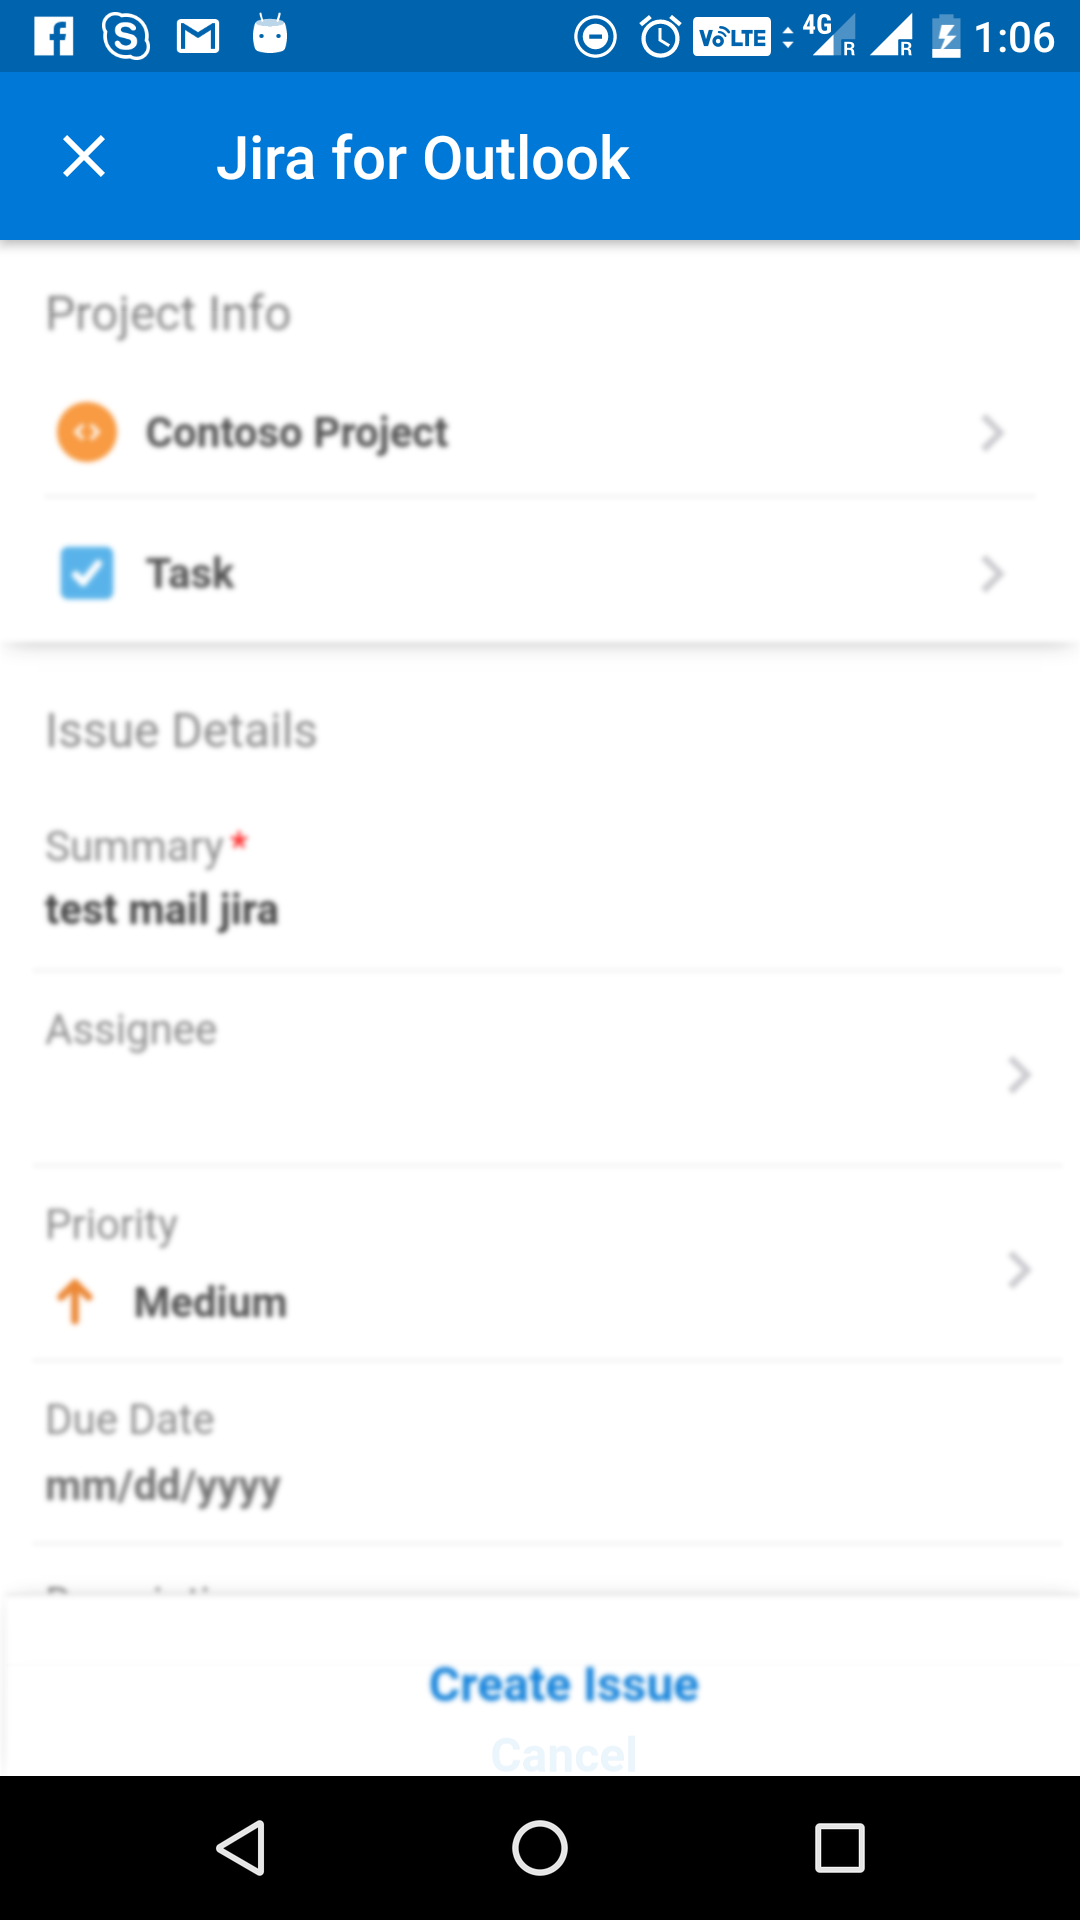 VoLTE 4G R R 1:06
Jira for Outlook
Project Info
Contoso Project
Task
Issue Details
Summary *
test mail jira
Assignee
Priority
Medium
Due Date
mm/dd/yyyy
Create Issue
Cancel